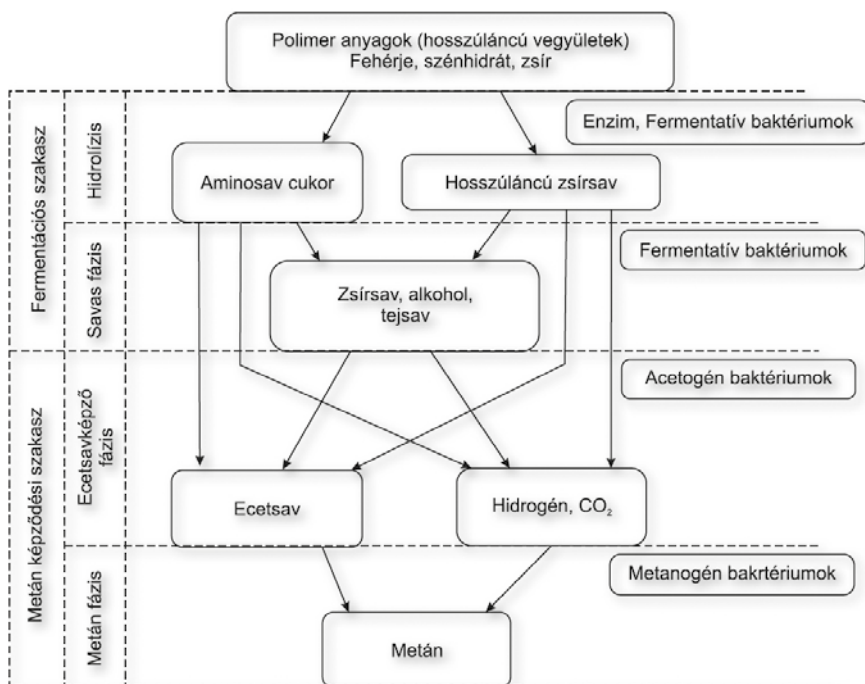 Polimer anyagok (hosszúláncú vegyületek)
Fehérje, szénhidrát, zsír
Fermentációs szakasz
Hidrolízis
Enzim, Fermentatív baktériumok
Aminosav cukor
Hosszúláncú zsírsav
Savas fázis
Fermentatív baktériumok
Zsírsav, alkohol,
tejsav
Metán képződési szakasz
Ecetsavképző
fázis
Acetogén baktériumok
Ecetsav
Hidrogén, CO₂
Metán fázis
Metanogén bakrtériumok
Metán